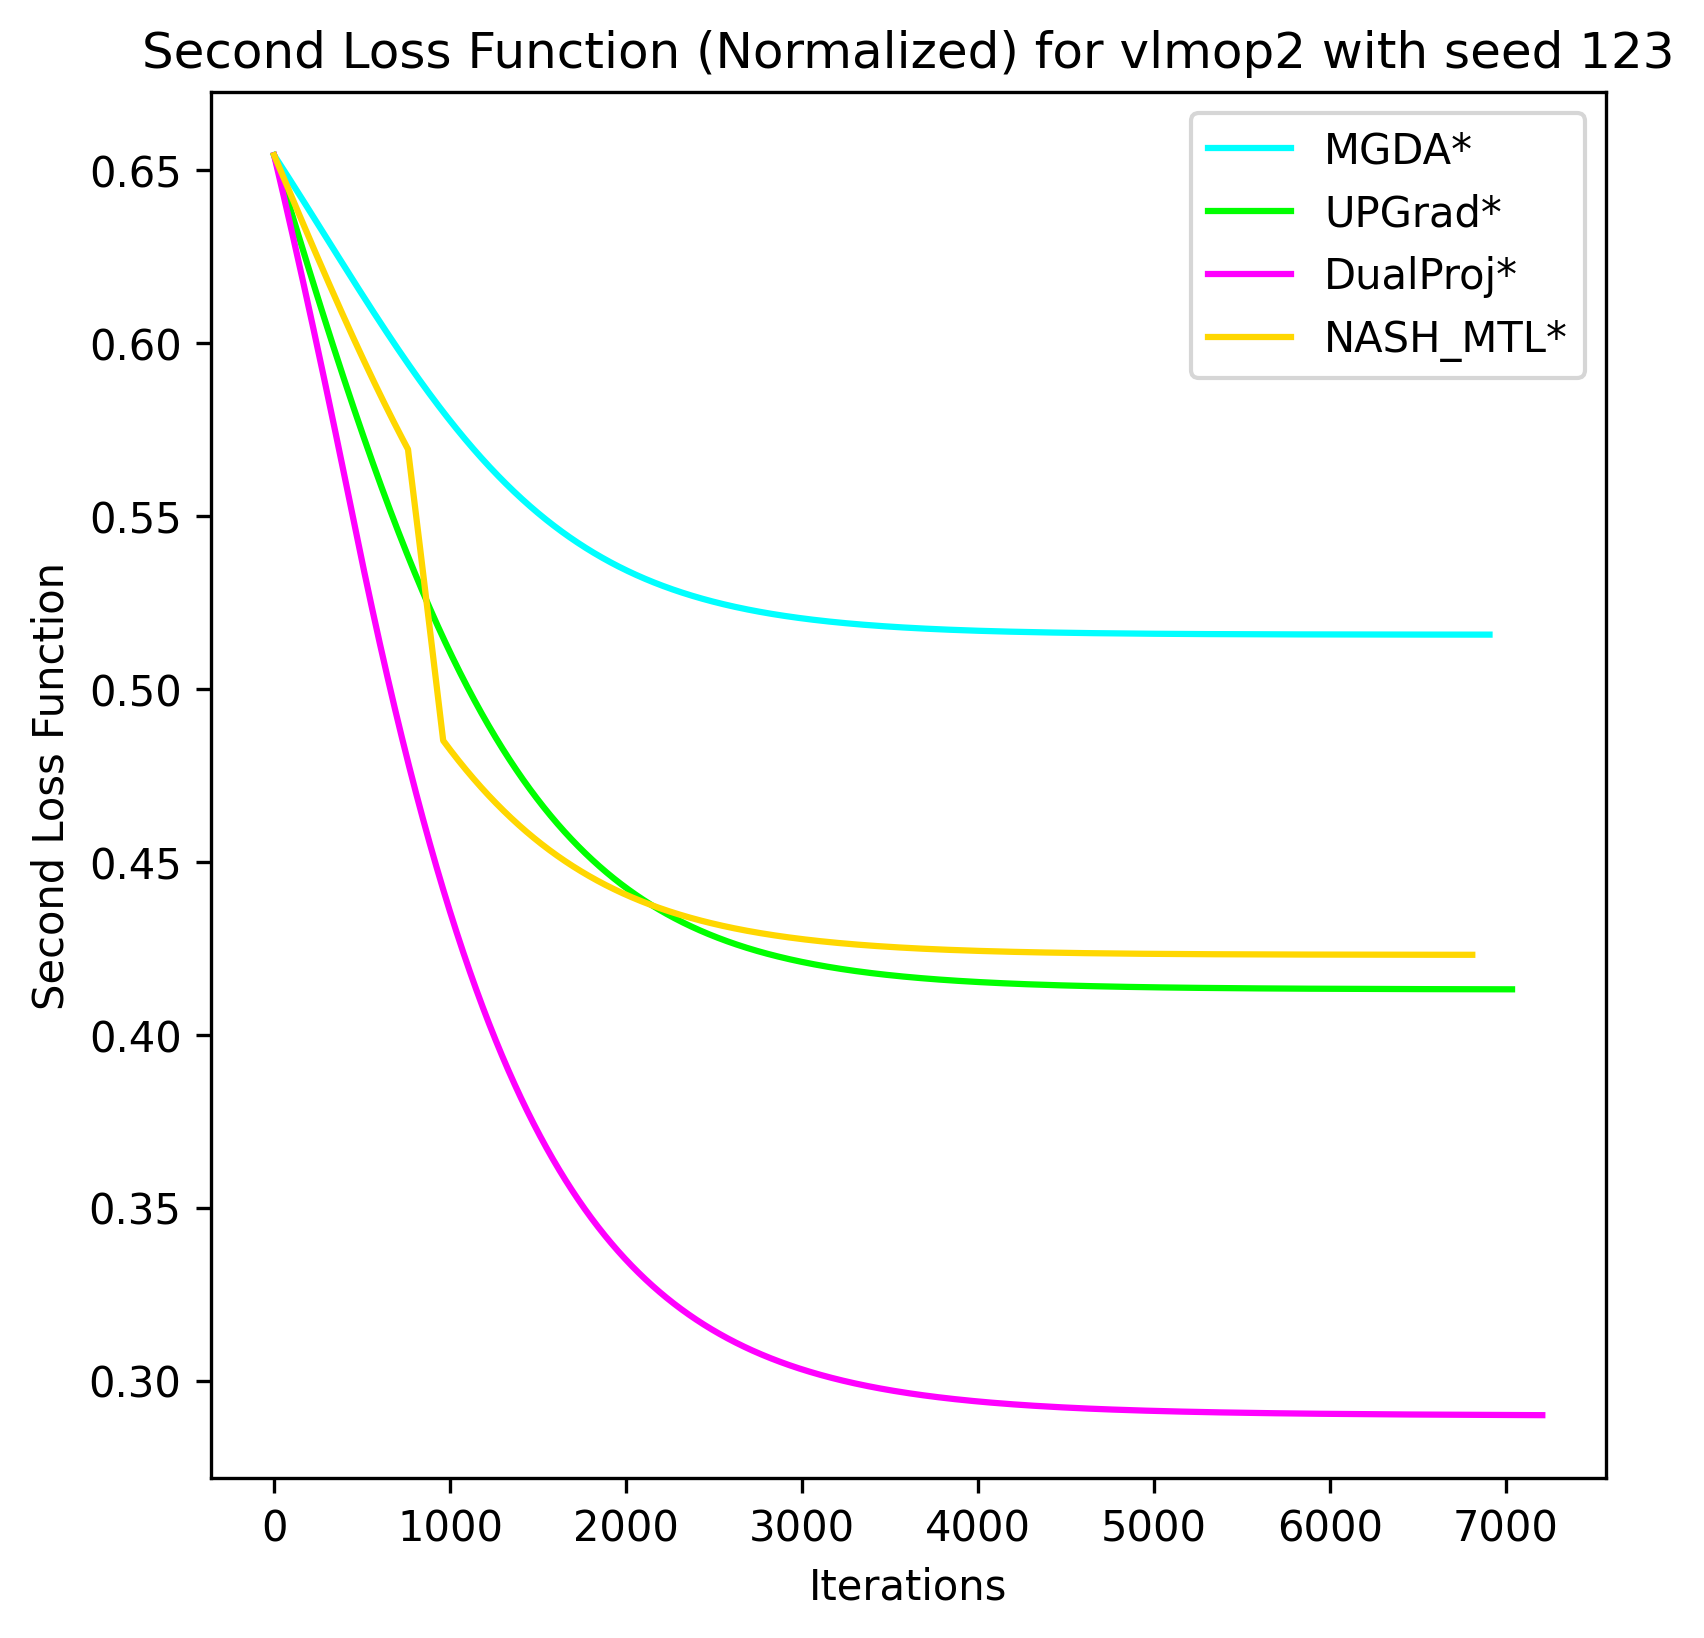 Second Loss Function (Normalized) for vlmop2 with seed 123
MGDA*
UPGrad*
DualProj*
NASH_MTL*
Second Loss Function
0.65
0.60
0.55
0.50
0.45
0.40
0.35
0.30
0 1000 2000 3000 4000 5000 6000 7000
Iterations